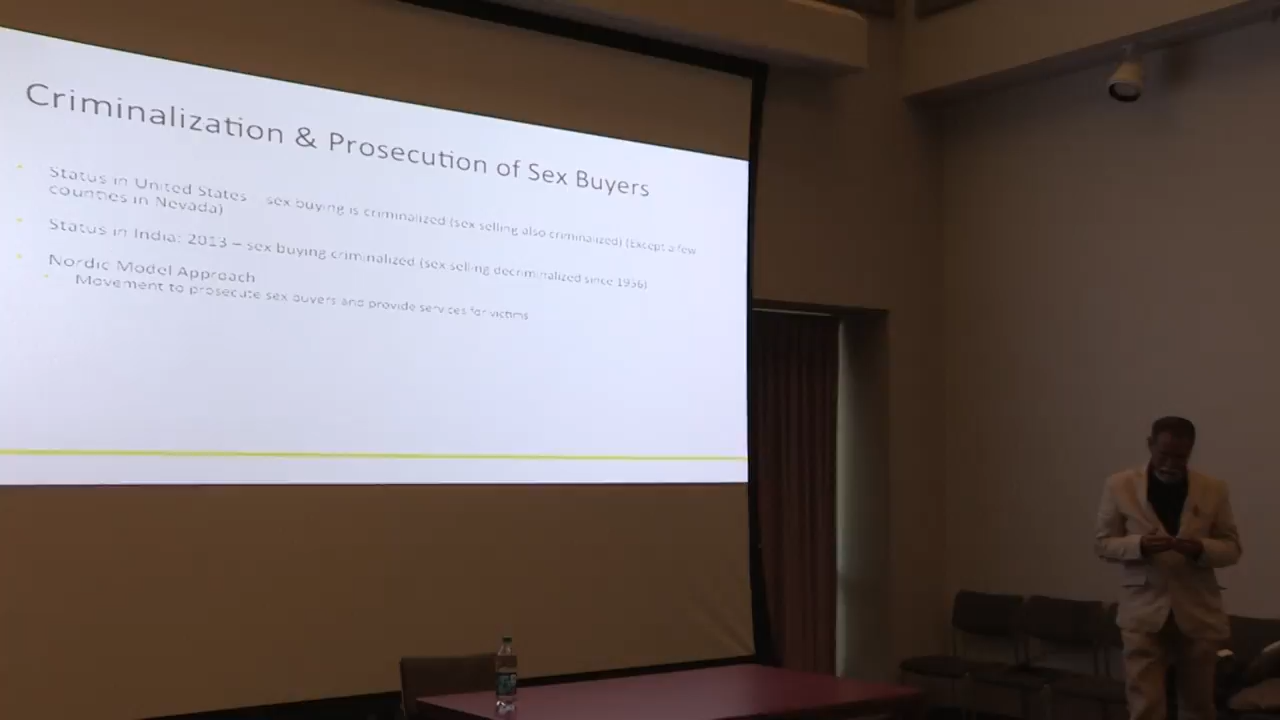 Criminalization & Prosecution of Sex Buyers
Status in United States – sex buying is criminalized (sex selling also criminalized) (Except a few
counties in Nevada)
Status in India: 2013 – sex buying criminalized (sex selling decriminalized since 1956)
Nordic Model Approach
Movement to prosecute sex buyers and provide services for victims